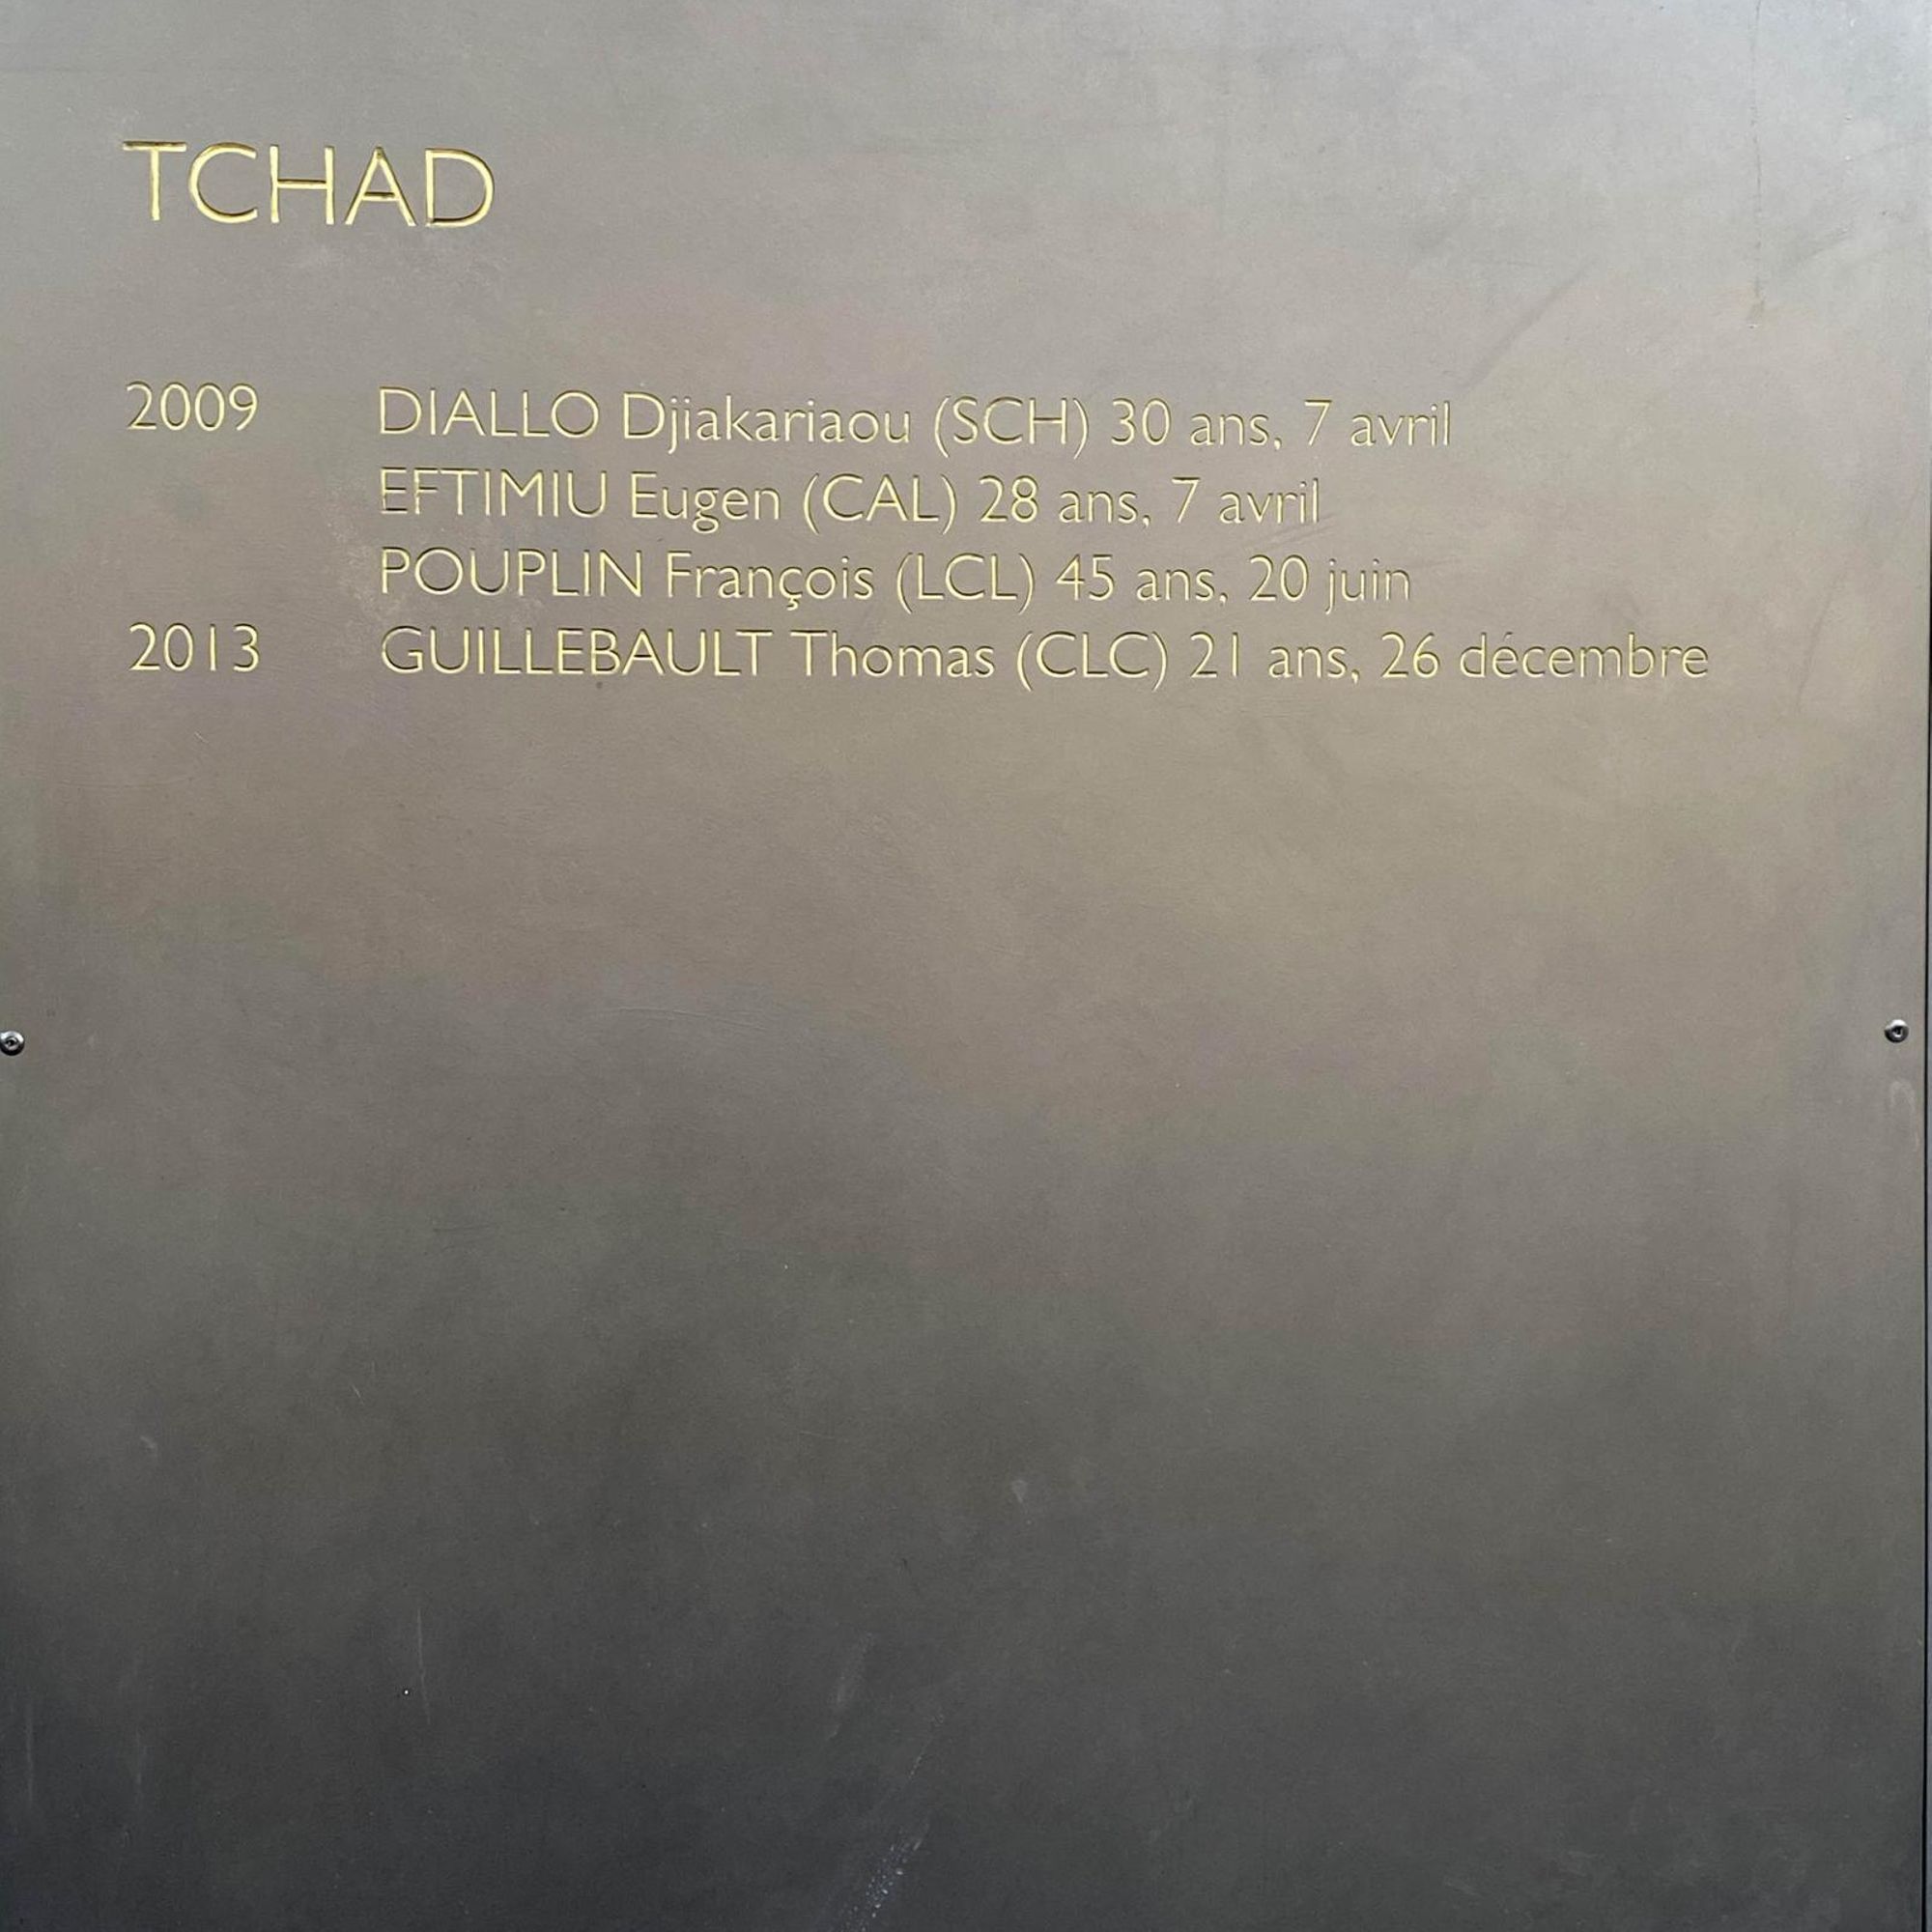 TCHAD
2009 DIALLO Djiakariaou (SCH) 30 ans, 7 avril
EFTIMIU Eugen (CAL) 28 ans, 7 avril
POUPLIN François (LCL) 45 ans, 20 juin
2013 GUILLEBAULT Thomas (CLC) 21 ans, 26 décembre